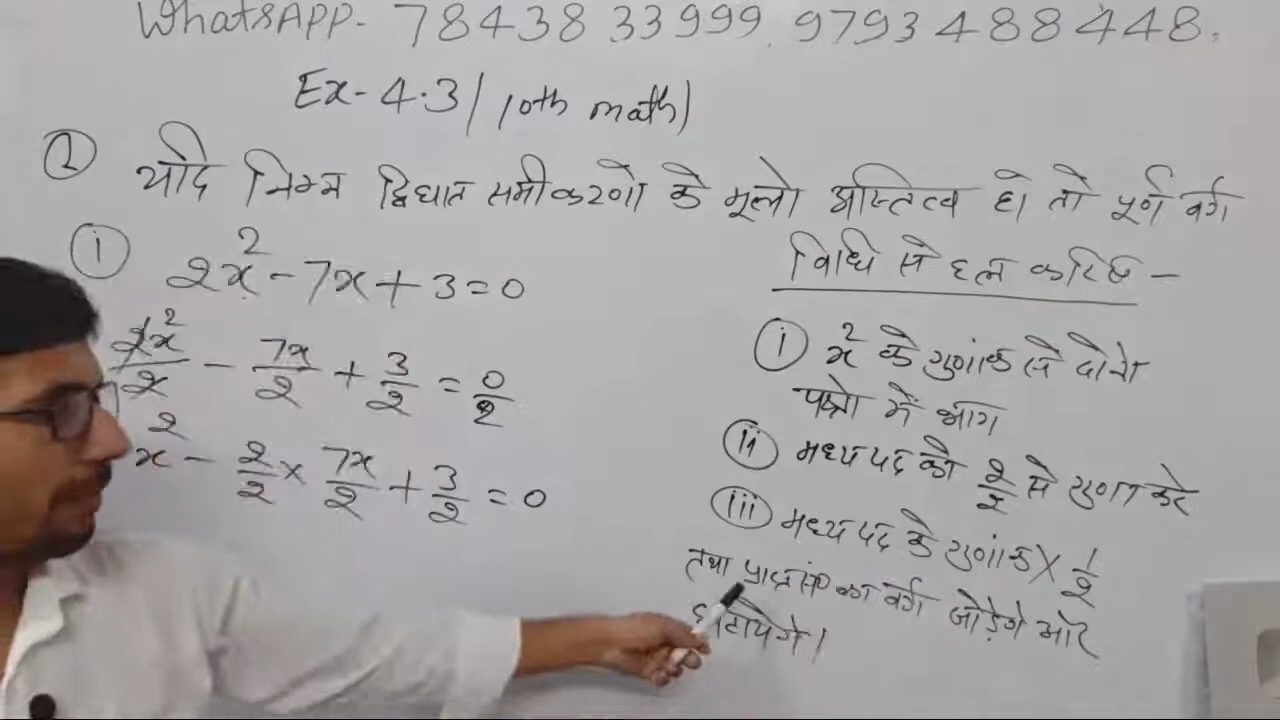 WhatsAPP- 7843833999, 9793488448.
Ex- 4.3 / 10th math)
② यदि निम्न द्विघात समीकरणो के मूलो अस्तित्व हो तो पूर्ण वर्ग
विधि से हल करिए -
ⓘ 2x² - 7x + 3 = 0
2x²/2 - 7x/2 + 3/2 = 0/2
x² - 2/2 × 7x/2 + 3/2 = 0
ⓘ x² के गुणांक से दोनो
पक्षो में भाग
(ii) मध्य पद को 2/2 से गुणा करे
(iii) मध्य पद के गुणांक × 1/2
तथा प्राप्त सं० का वर्ग जोड़ेगे और
घटायेगे।